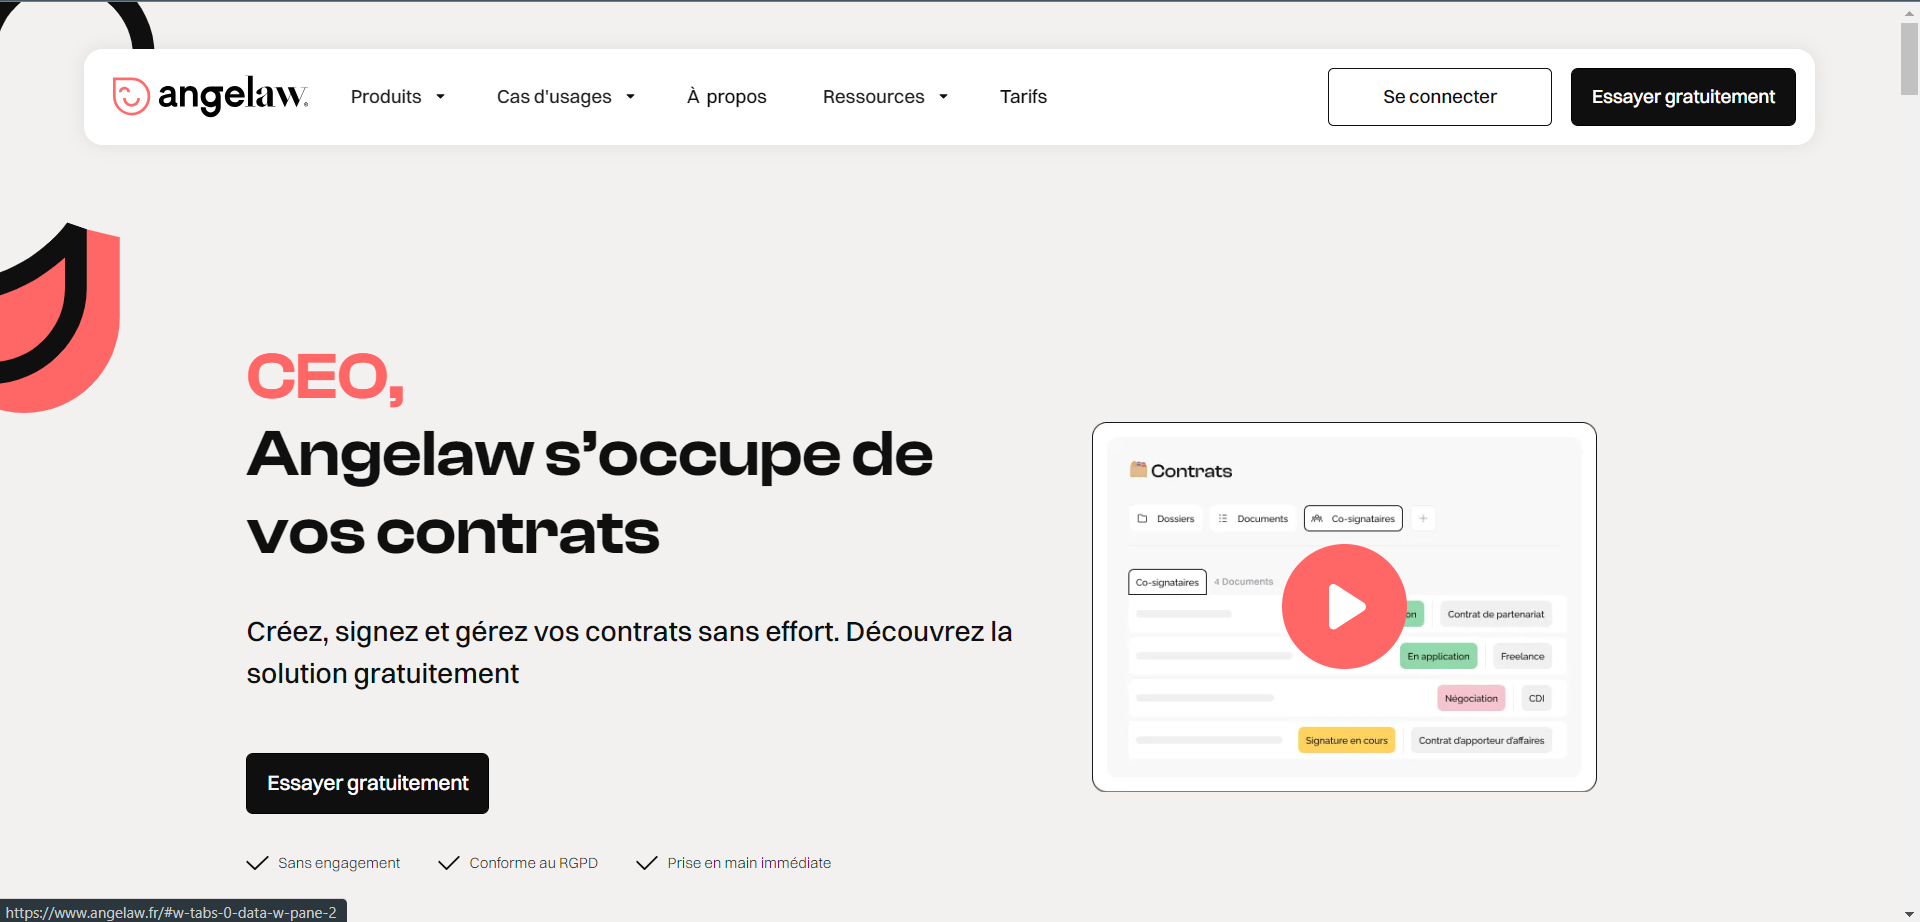 angelaw.
Produits
Cas d'usages
À propos
Ressources
Tarifs
Se connecter
Essayer gratuitement
CEO,
Angelaw s’occupe de
vos contrats
Créez, signez et gérez vos contrats sans effort. Découvrez la
solution gratuitement
Essayer gratuitement
Sans engagement
Conforme au RGPD
Prise en main immédiate
Contrats
Dossiers
Documents
Co-signataires
+
Co-signataires
4 Documents
Contrat de partenariat
En application
Freelance
Négociation
CDI
Signature en cours
Contrat d'apporteur d'affaires
https://www.angelaw.fr/#w-tabs-0-data-w-pane-2